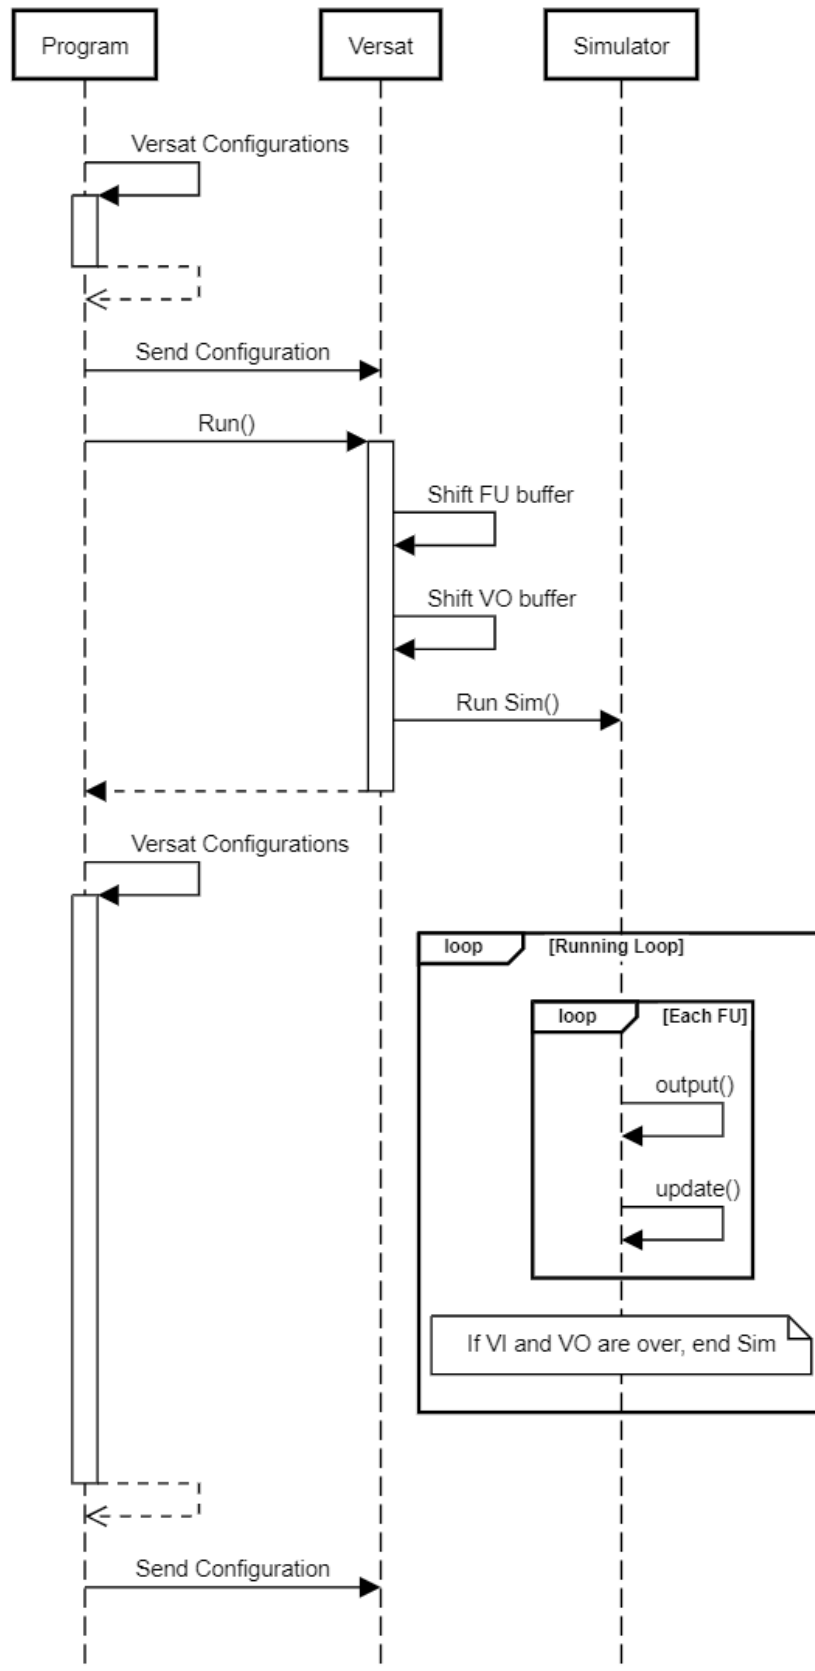 Program
Versat
Simulator
Versat Configurations
Send Configuration
Run()
Shift FU buffer
Shift VO buffer
Run Sim()
Versat Configurations
loop
[Running Loop]
loop
[Each FU]
output()
update()
If VI and VO are over, end Sim
Send Configuration